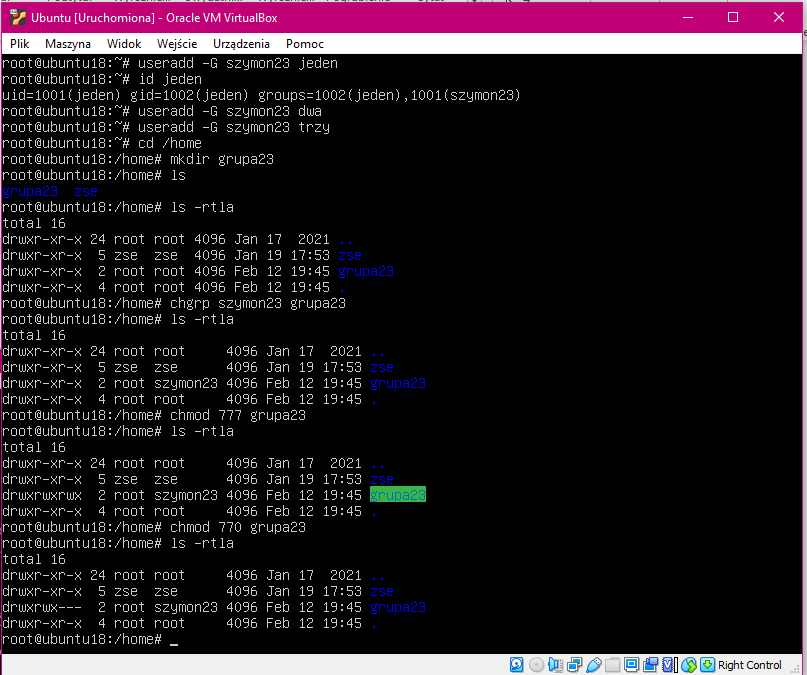 Ubuntu [Uruchomiona] - Oracle VM VirtualBox
Plik Maszyna Widok Wejście Urządzenia Pomoc
root@ubuntu18:~# useradd -G szymon23 jeden
root@ubuntu18:~# id jeden
uid=1001(jeden) gid=1002(jeden) groups=1002(jeden),1001(szymon23)
root@ubuntu18:~# useradd -G szymon23 dwa
root@ubuntu18:~# useradd -G szymon23 trzy
root@ubuntu18:~# cd /home
root@ubuntu18:/home# mkdir grupa23
root@ubuntu18:/home# ls
grupa23  zse
root@ubuntu18:/home# ls -rtla
total 16
drwxr-xr-x 24 root root 4096 Jan 17  2021 ..
drwxr-xr-x  5 zse  zse  4096 Jan 19 17:53 zse
drwxr-xr-x  2 root root 4096 Feb 12 19:45 grupa23
drwxr-xr-x  4 root root 4096 Feb 12 19:45 .
root@ubuntu18:/home# chgrp szymon23 grupa23
root@ubuntu18:/home# ls -rtla
total 16
drwxr-xr-x 24 root root     4096 Jan 17  2021 ..
drwxr-xr-x  5 zse  zse      4096 Jan 19 17:53 zse
drwxr-xr-x  2 root szymon23 4096 Feb 12 19:45 grupa23
drwxr-xr-x  4 root root     4096 Feb 12 19:45 .
root@ubuntu18:/home# chmod 777 grupa23
root@ubuntu18:/home# ls -rtla
total 16
drwxr-xr-x 24 root root     4096 Jan 17  2021 ..
drwxr-xr-x  5 zse  zse      4096 Jan 19 17:53 zse
drwxrwxrwx  2 root szymon23 4096 Feb 12 19:45 grupa23
drwxr-xr-x  4 root root     4096 Feb 12 19:45 .
root@ubuntu18:/home# chmod 770 grupa23
root@ubuntu18:/home# ls -rtla
total 16
drwxr-xr-x 24 root root     4096 Jan 17  2021 ..
drwxr-xr-x  5 zse  zse      4096 Jan 19 17:53 zse
drwxrwx---  2 root szymon23 4096 Feb 12 19:45 grupa23
drwxr-xr-x  4 root root     4096 Feb 12 19:45 .
root@ubuntu18:/home# _
Right Control